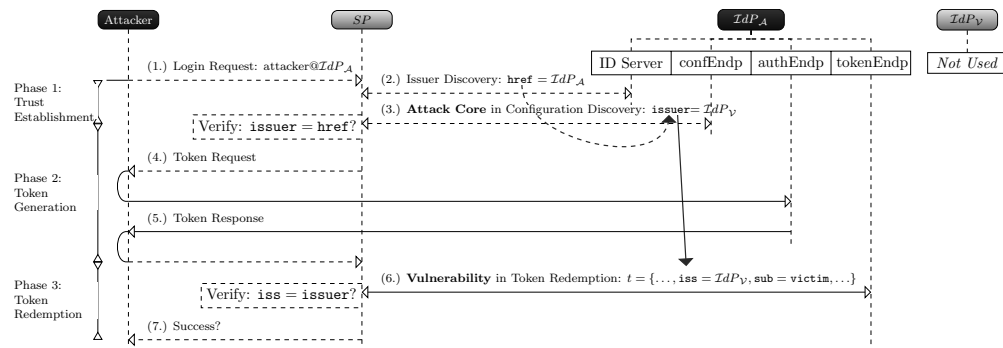 Attacker
SP
IdP_A
IdP_V
ID Server
confEndp
authEndp
tokenEndp
Not Used
(1.) Login Request: attacker@IdP_A
(2.) Issuer Discovery: href = IdP_A
Phase 1:
Trust
Establishment
(3.) Attack Core in Configuration Discovery: issuer= IdP_V
Verify: issuer = href?
(4.) Token Request
Phase 2:
Token
Generation
(5.) Token Response
(6.) Vulnerability in Token Redemption: t = {..., iss = IdP_V, sub = victim, ...}
Phase 3:
Token
Redemption
Verify: iss = issuer?
(7.) Success?